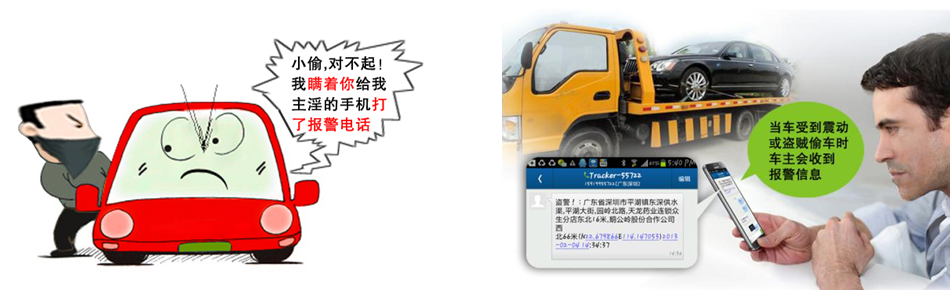 小偷,对不起!
我瞒着你给我
主淫的手机打
了报警电话
当车受到震动
或盗贼偷车时
车主会收到
报警信息
5:40 PM
Tracker-55722
编辑
盗警!:广东省深圳市平湖镇东深供水
渠,平湖大街,园岭北路,天龙药业连锁众
生分店东北16米,鹅公岭股份合作公司
西
北66米(N22.679866E114.147053)2013
-02-04 14:34:37